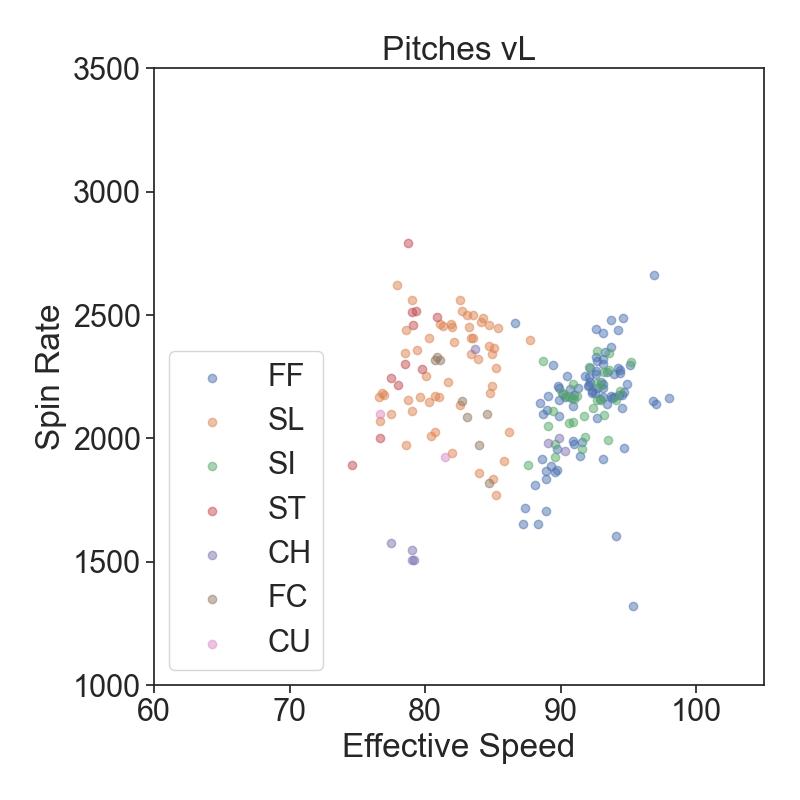 Pitches vL
3500
3000
2500
2000
1500
1000
Spin Rate
FF
SL
SI
ST
CH
FC
CU
60 70 80 90 100
Effective Speed